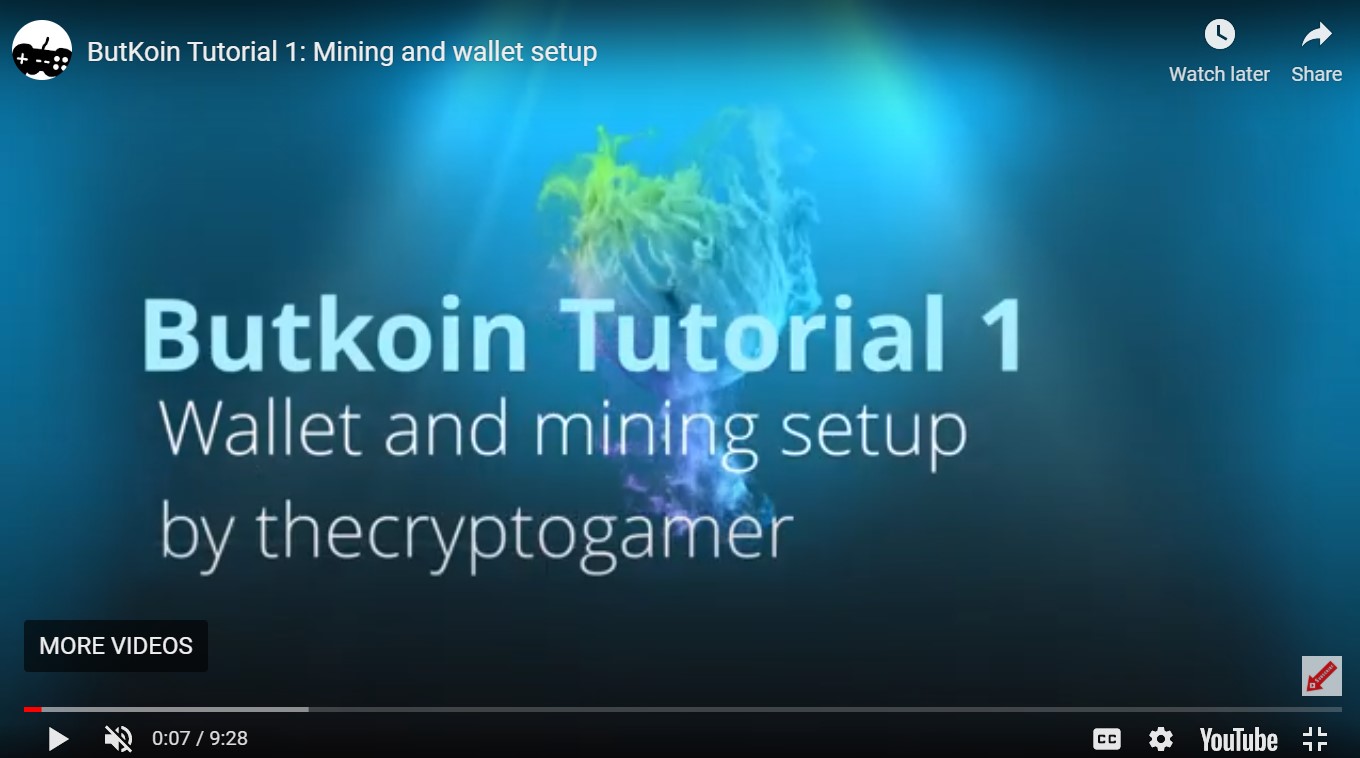 ButKoin Tutorial 1: Mining and wallet setup
Watch later
Share
Butkoin Tutorial 1
Wallet and mining setup
by thecryptogamer
MORE VIDEOS
0:07 / 9:28
CC
YouTube